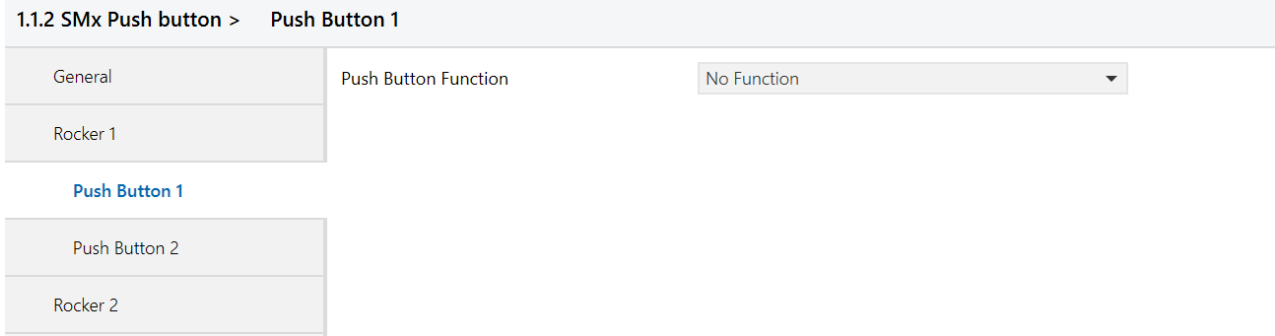 1.1.2 SMx Push button > Push Button 1
General
Push Button Function No Function
Rocker 1
Push Button 1
Push Button 2
Rocker 2